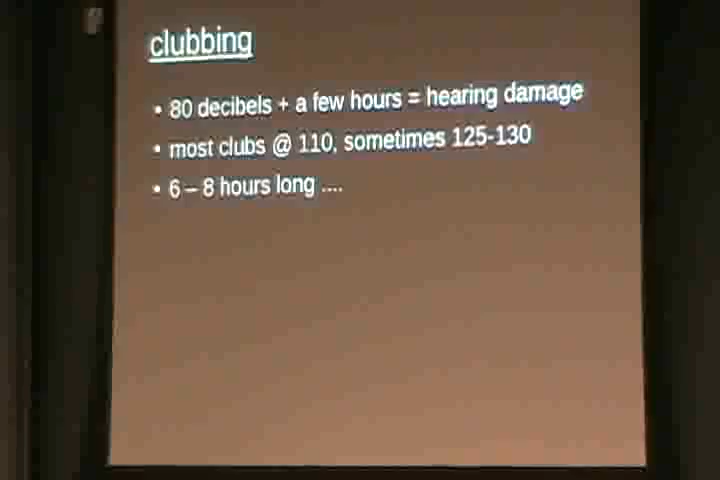 clubbing
• 80 decibels + a few hours = hearing damage
• most clubs @ 110, sometimes 125-130
• 6 – 8 hours long ....